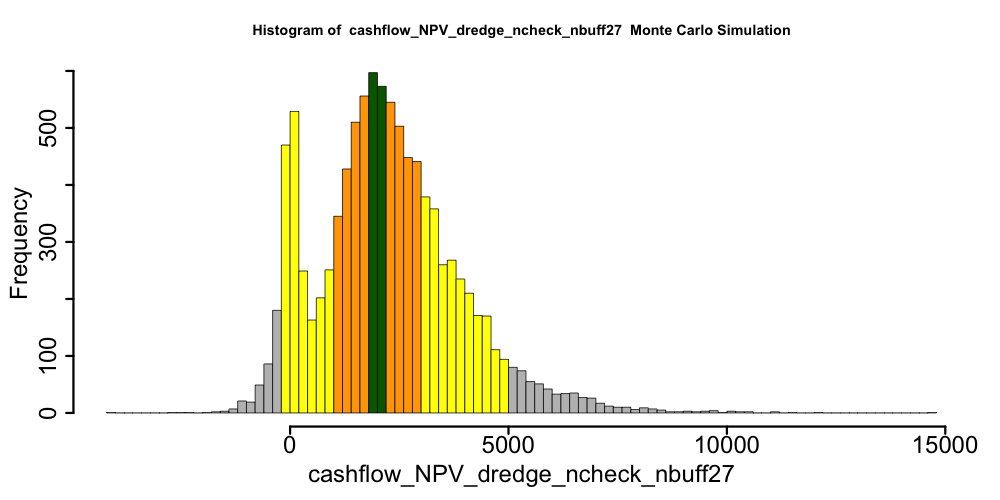 Histogram of  cashflow_NPV_dredge_ncheck_nbuff27  Monte Carlo Simulation
Frequency
500
300
100
0
0 5000 10000 15000
cashflow_NPV_dredge_ncheck_nbuff27